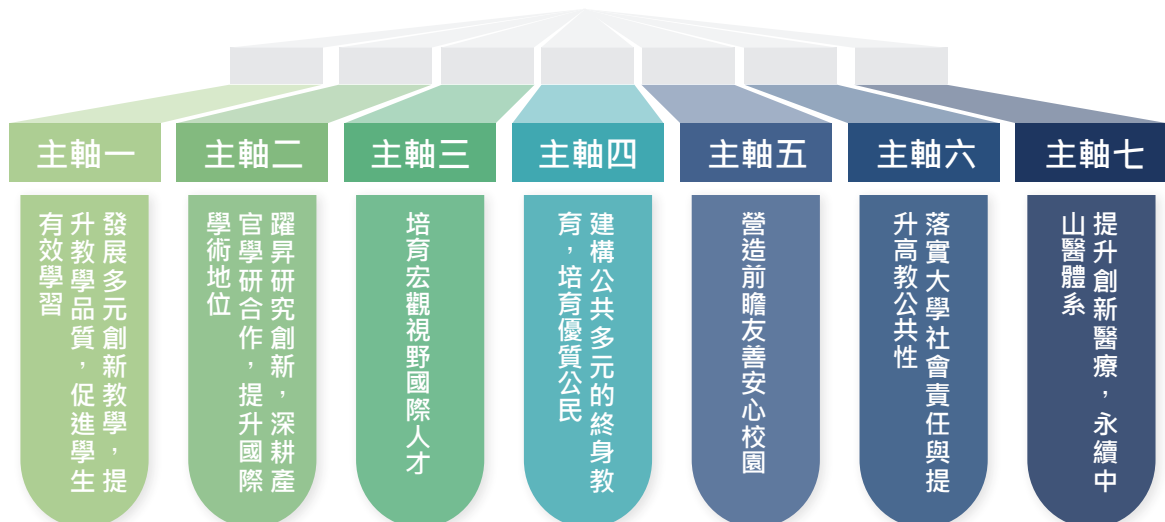 主軸一
發展多元創新教學，提
升教學品質，促進學生
有效學習
主軸二
躍昇研究創新，深耕產
官學研合作，提升國際
學術地位
主軸三
培育宏觀視野國際人才
主軸四
建構公共多元的終身教
育，培育優質公民
主軸五
營造前瞻友善安心校園
主軸六
落實大學社會責任與提
升高教公共性
主軸七
提升創新醫療，永續中
山醫體系